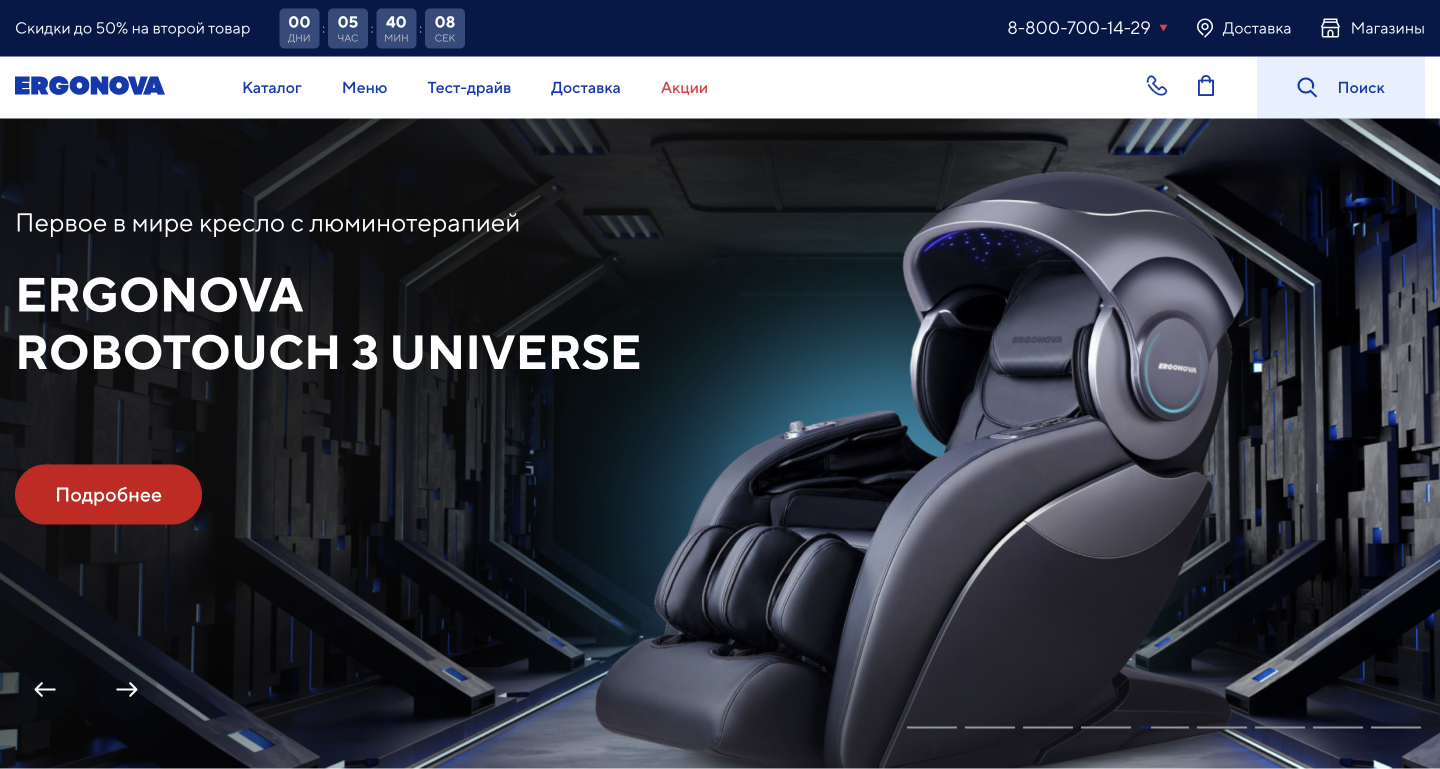 Скидки до 50% на второй товар
00 : 05 : 40 : 08
ДНИ ЧАС МИН СЕК
8-800-700-14-29
Доставка
Магазины
ERGONOVA
Каталог
Меню
Тест-драйв
Доставка
Акции
Поиск
Первое в мире кресло с люминотерапией
ERGONOVA
ROBOTOUCH 3 UNIVERSE
Подробнее
ERGONOVA
ERGONOVA